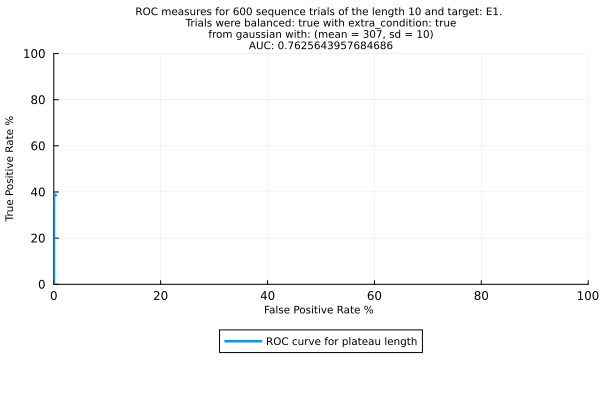 ROC measures for 600 sequence trials of the length 10 and target: E1.
Trials were balanced: true with extra_condition: true
from gaussian with: (mean = 307, sd = 10)
AUC: 0.7625643957684686
100
80
60
40
20
0
True Positive Rate %
0 20 40 60 80 100
False Positive Rate %
ROC curve for plateau length